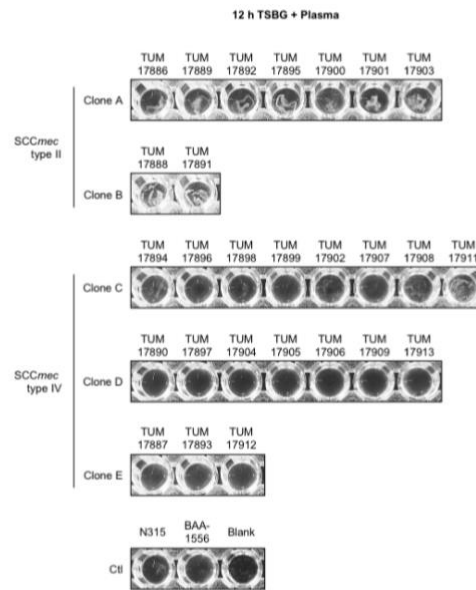 12 h TSBG + Plasma
TUM TUM TUM TUM TUM TUM TUM
17886 17889 17892 17895 17900 17901 17903
Clone A
SCCmec
type II
TUM TUM
17888 17891
Clone B
TUM TUM TUM TUM TUM TUM TUM TUM
17894 17896 17898 17899 17902 17907 17908 17911
Clone C
TUM TUM TUM TUM TUM TUM TUM
17890 17897 17904 17905 17906 17909 17913
SCCmec
type IV
Clone D
TUM TUM TUM
17887 17893 17912
Clone E
N315 BAA-
1556 Blank
Ctl